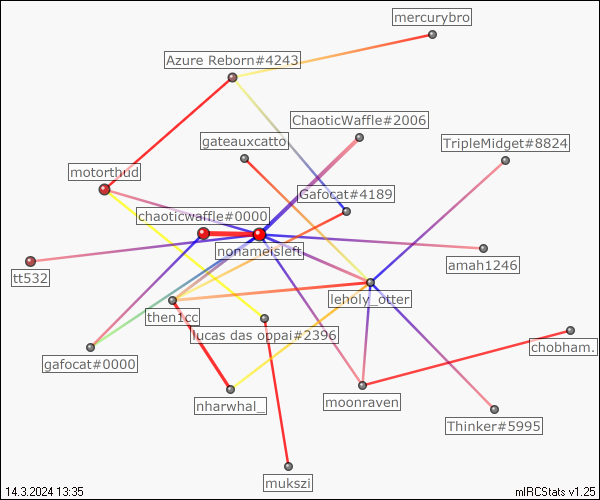 mercurybro
Azure Reborn#4243
ChaoticWaffle#2006
gateauxcatto
TripleMidget#8824
motorthud
Gafocat#4189
chaoticwaffle#0000
nonameisleft
amah1246
tt532
leholy_otter
then1cc
lucas das oppai#2396
chobham.
gafocat#0000
nharwhal_
moonraven
Thinker#5995
mukszi
14.3.2024 13:35
mIRCStats v1.25